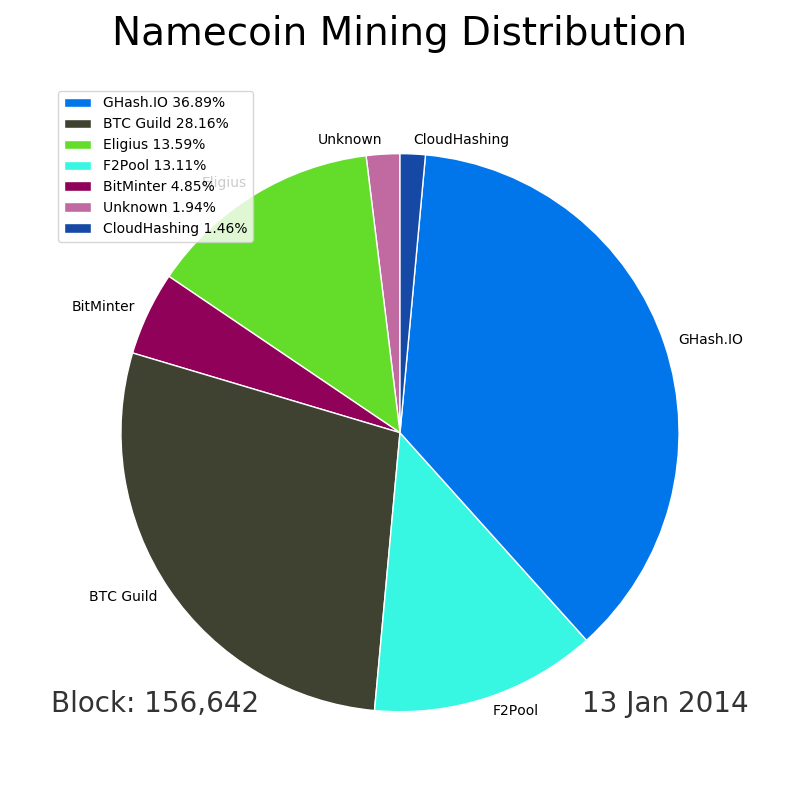 Namecoin Mining Distribution
GHash.IO 36.89%
BTC Guild 28.16%
Eligius 13.59%
F2Pool 13.11%
BitMinter 4.85%
Unknown 1.94%
CloudHashing 1.46%
Unknown
CloudHashing
Eligius
BitMinter
GHash.IO
BTC Guild
F2Pool
Block: 156,642
13 Jan 2014